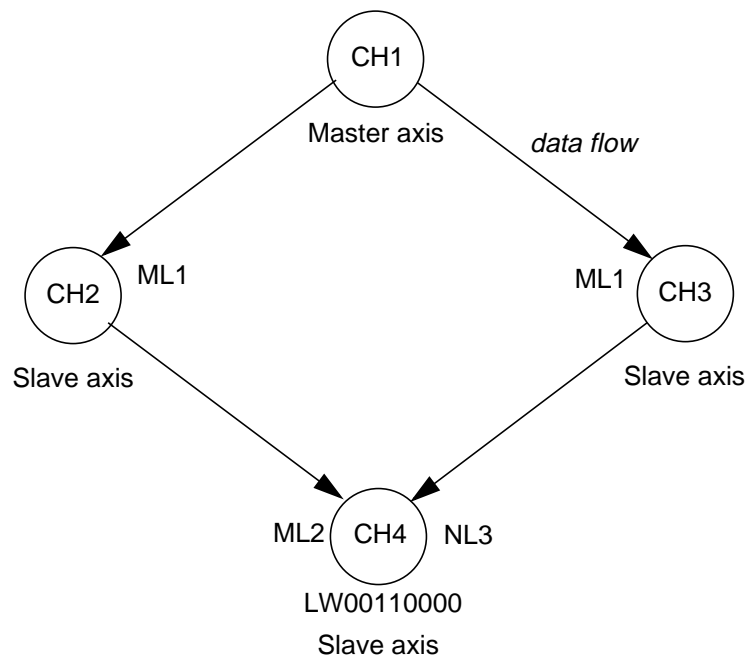 CH1
Master axis
data flow
ML1
ML1
CH2
CH3
Slave axis
Slave axis
ML2
CH4
NL3
LW00110000
Slave axis